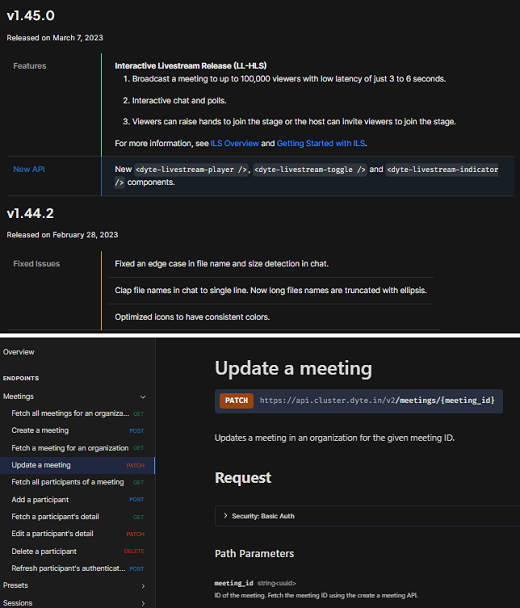 v1.45.0
Released on March 7, 2023
Features
Interactive Livestream Release (LL-HLS)
1. Broadcast a meeting to up to 100,000 viewers with low latency of just 3 to 6 seconds.
2. Interactive chat and polls.
3. Viewers can raise hands to join the stage or the host can invite viewers to join the stage.
For more information, see ILS Overview and Getting Started with ILS.
New API
New <dyte-livestream-player />, <dyte-livestream-toggle /> and <dyte-livestream-indicator
/> components.
v1.44.2
Released on February 28, 2023
Fixed Issues
Fixed an edge case in file name and size detection in chat.
Clap file names in chat to single line. Now long files names are truncated with ellipsis.
Optimized icons to have consistent colors.
Overview
ENDPOINTS
Meetings
Fetch all meetings for an organiza... GET
Create a meeting POST
Fetch a meeting for an organization GET
Update a meeting PATCH
Fetch all participants of a meeting GET
Add a participant POST
Fetch a participant's detail GET
Edit a participant's detail PATCH
Delete a participant DELETE
Refresh participant's authenticat... POST
Presets
Sessions
Update a meeting
PATCH https://api.cluster.dyte.in/v2/meetings/{meeting_id}
Updates a meeting in an organization for the given meeting ID.
Request
Security: Basic Auth
Path Parameters
meeting_id string<uuid>
ID of the meeting. Fetch the meeting ID using the create a meeting API.